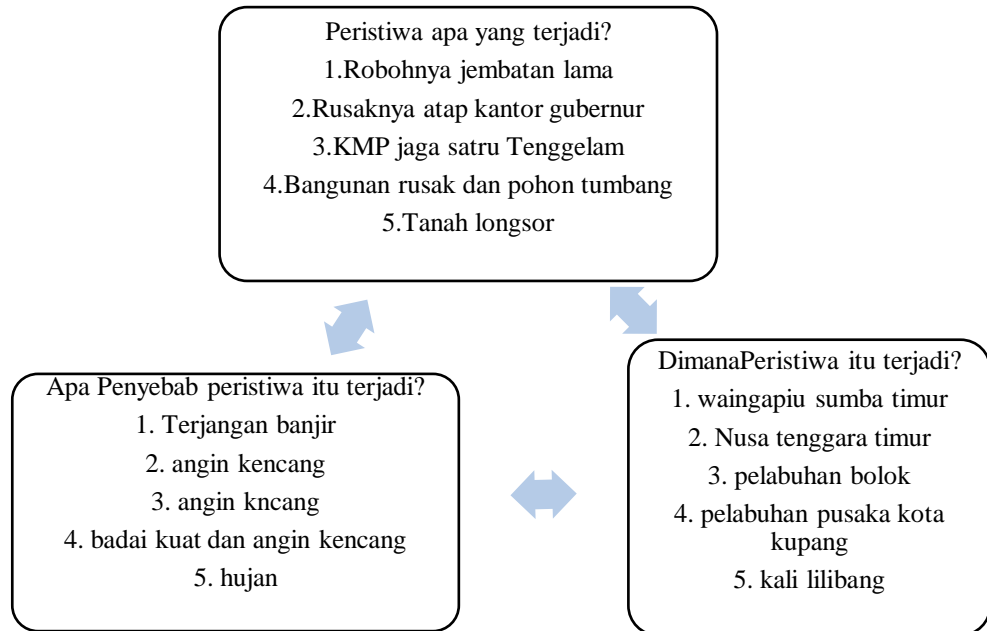 Peristiwa apa yang terjadi?
1.Robohnya jembatan lama
2.Rusaknya atap kantor gubernur
3.KMP jaga satru Tenggelam
4.Bangunan rusak dan pohon tumbang
5.Tanah longsor
Apa Penyebab peristiwa itu terjadi?
1. Terjangan banjir
2. angin kencang
3. angin kncang
4. badai kuat dan angin kencang
5. hujan
DimanaPeristiwa itu terjadi?
1. waingapiu sumba timur
2. Nusa tenggara timur
3. pelabuhan bolok
4. pelabuhan pusaka kota
kupang
5. kali lilibang